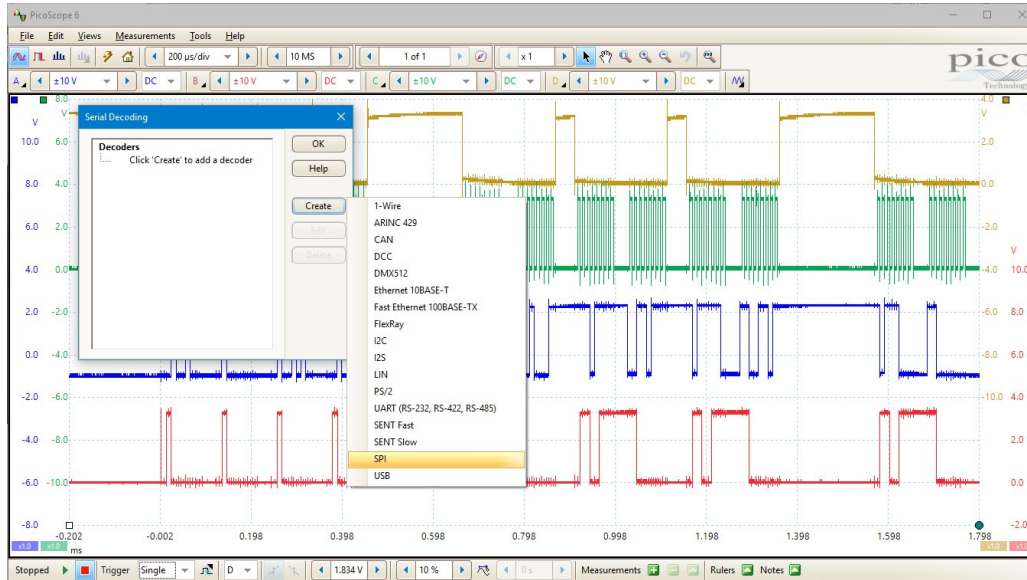 PicoScope 6
File Edit Views Measurements Tools Help
200 µs/div 10 MS 1 of 1 x 1
pico
Technology
A ±10 V DC B ±10 V DC C ±10 V DC D ±10 V DC
V 8.0 V 4.0 V
10.0 6.0 2.0
8.0 4.0 0.0
6.0 2.0 -2.0 V
4.0 0.0 -4.0 10.0
2.0 -2.0 -6.0 8.0
0.0 -4.0 -8.0 6.0
-2.0 -6.0 -10.0 4.0
-4.0 -8.0 2.0
-6.0 -10.0 0.0
-8.0 -2.0
Serial Decoding
Decoders
Click 'Create' to add a decoder
OK
Help
Create
Edit
Delete
1-Wire
ARINC 429
CAN
DCC
DMX512
Ethernet 10BASE-T
Fast Ethernet 100BASE-TX
FlexRay
I2C
I2S
LIN
PS/2
UART (RS-232, RS-422, RS-485)
SENT Fast
SENT Slow
SPI
USB
-0.202 -0.002 0.198 0.398 0.598 0.798 0.998 1.198 1.398 1.598 1.798
x1.0 x1.0 ms x1.0 x1.0
Stopped Trigger Single D 1.834 V 10 % 0 s Measurements Rulers Notes